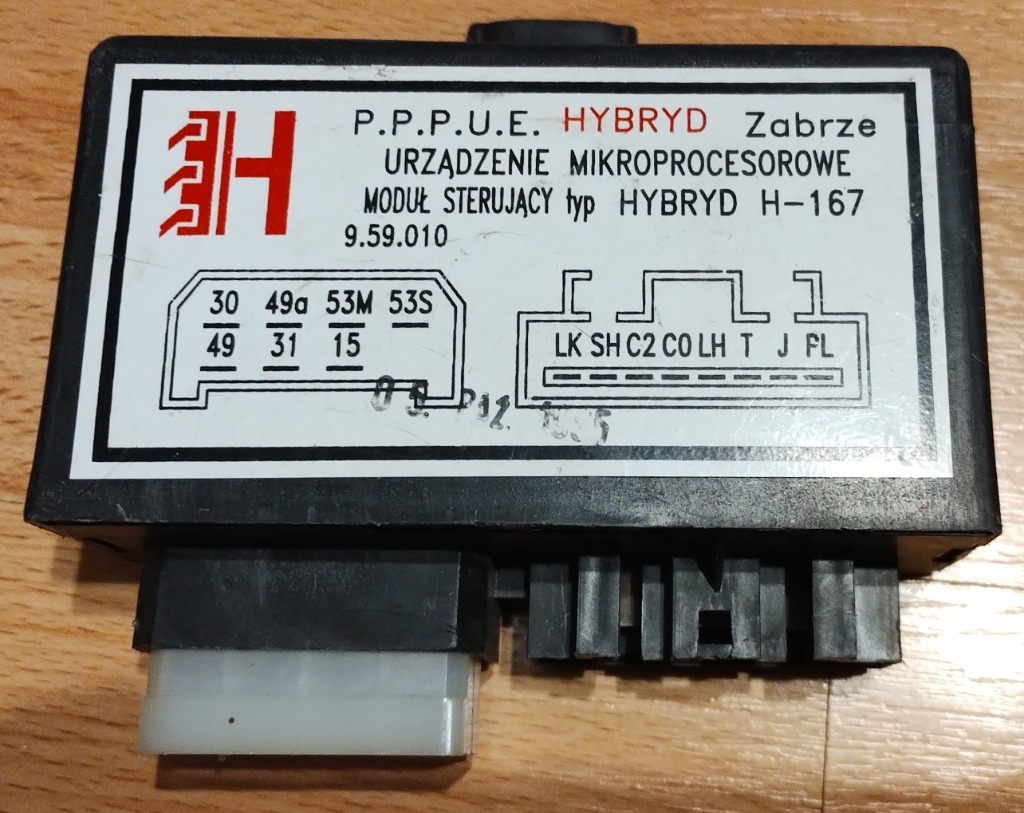 H
P.P.P.U.E. HYBRYD Zabrze
URZĄDZENIE MIKROPROCESOROWE
MODUŁ STERUJĄCY typ HYBRYD H-167
9.59.010
30 49a 53M 53S
49 31 15
LK SH C2 C0 LH T J PL